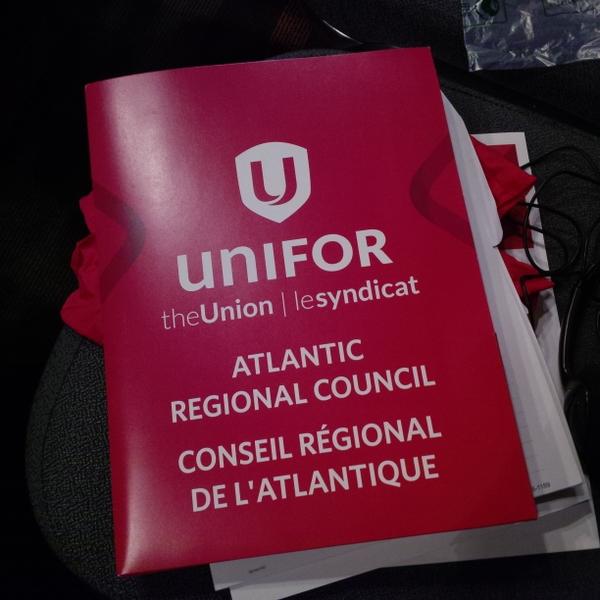 U
UNIFOR
theUnion | lesyndicat
ATLANTIC
REGIONAL COUNCIL
CONSEIL RÉGIONAL
DE L'ATLANTIQUE